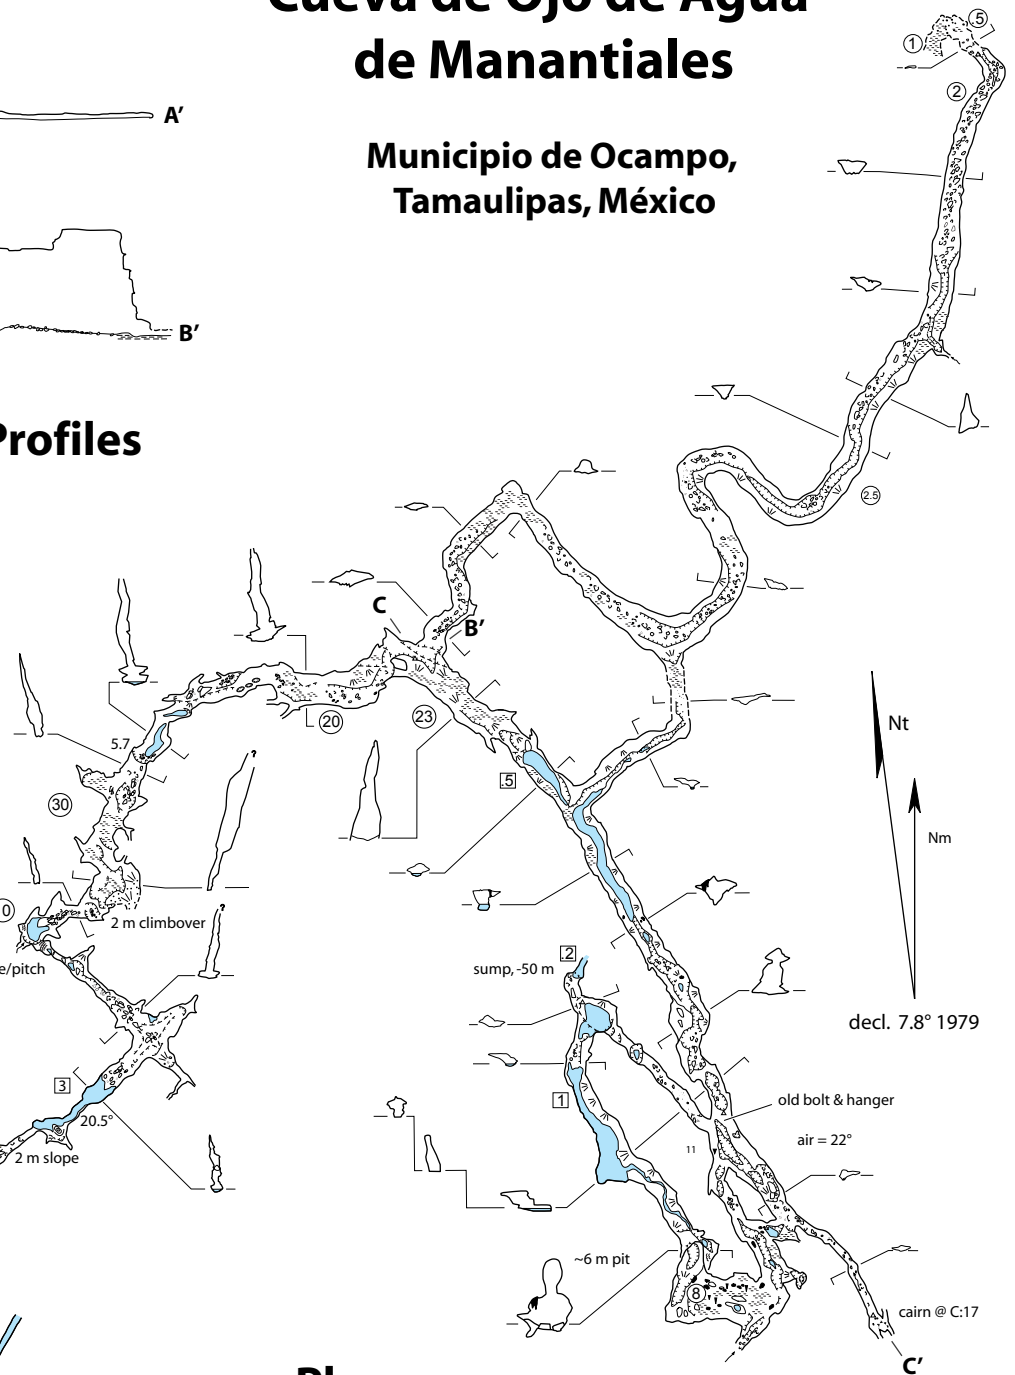 Cueva de Ojo de Agua
de Manantiales
.5
1
2
A'
Municipio de Ocampo,
Tamaulipas, México
B'
Profiles
2.5
C
B'
20
23
Nt
5.7
.5
30
Nm
0
2 m climbover
.2
e/pitch
sump, -50 m
decl. 7.8° 1979
3
1
old bolt & hanger
20.5°
air = 22°
11
2 m slope
~6 m pit
8
cairn @ C:17
C'